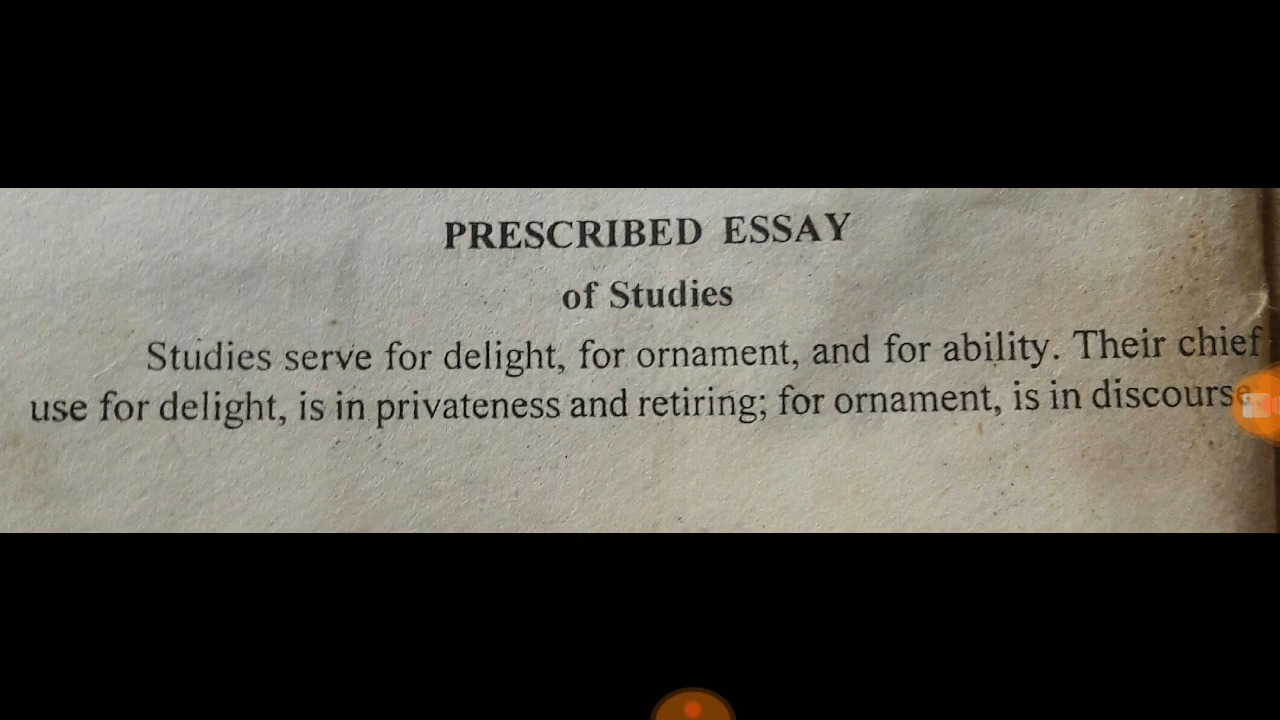 PRESCRIBED ESSAY
of Studies
Studies serve for delight, for ornament, and for ability. Their chief
use for delight, is in privateness and retiring; for ornament, is in discourse